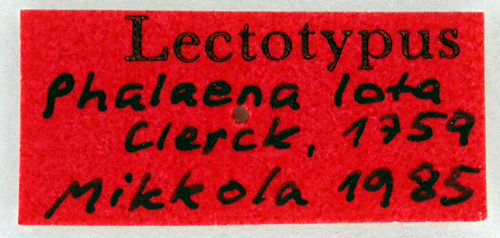 Lectotypus
Phalaena lota
Clerck, 1759
Mikkola 1985